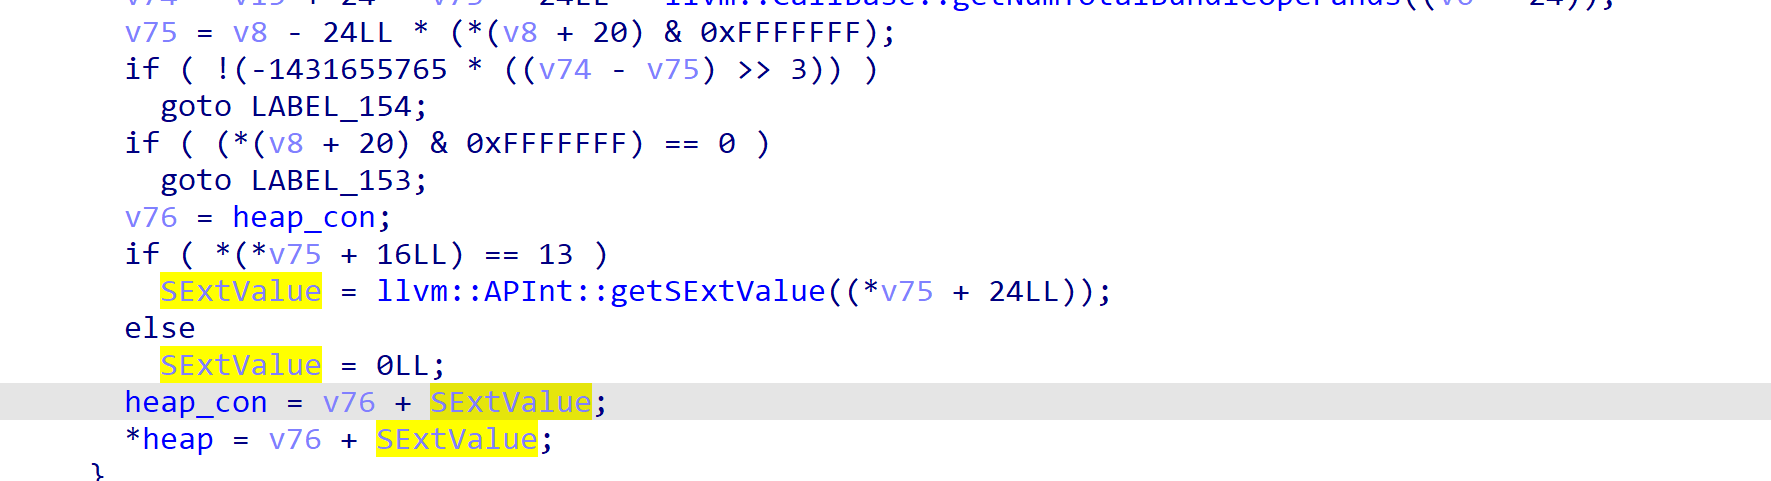 v75 = v8 - 24LL * (*(v8 + 20) & 0xFFFFFFF);
if ( !(-1431655765 * ((v74 - v75) >> 3)) )
goto LABEL_154;
if ( (*(v8 + 20) & 0xFFFFFFF) == 0 )
goto LABEL_153;
v76 = heap_con;
if ( *(*v75 + 16LL) == 13 )
SExtValue = llvm::APInt::getSExtValue((*v75 + 24LL));
else
SExtValue = 0LL;
heap_con = v76 + SExtValue;
*heap = v76 + SExtValue;
}